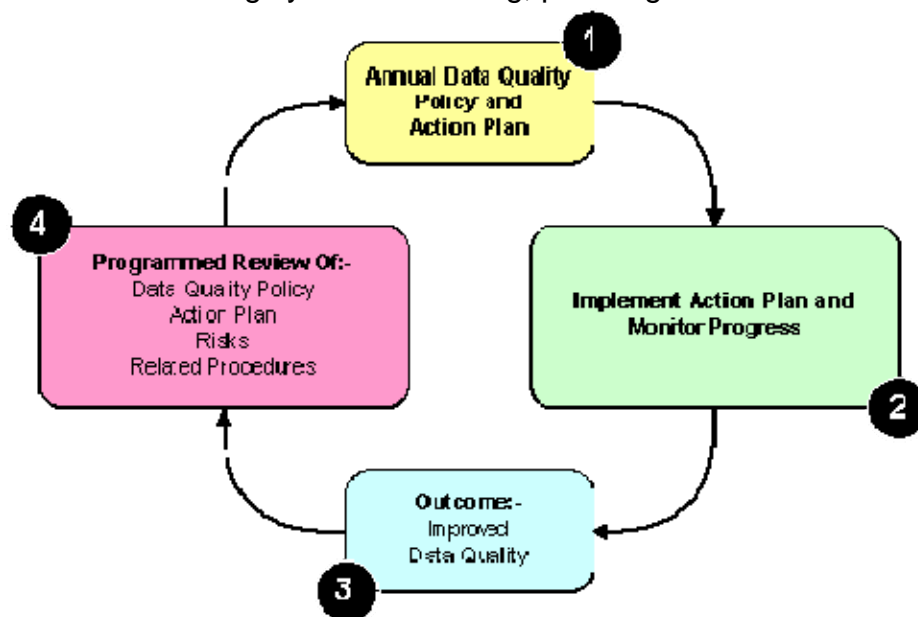 1
Annual Data Quality
Policy and
Action Plan
4
Programmed Review Of:-
Data Quality Policy
Action Plan
Risks
Related Procedures
Implement Action Plan and
Monitor Progress
2
Outcome:-
Improved
Data Quality
3